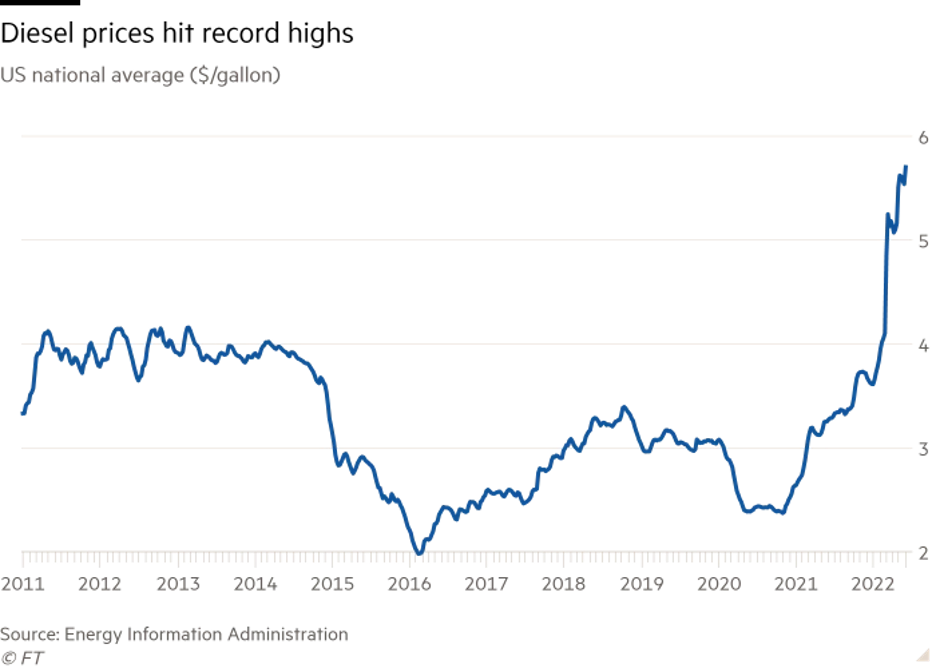 Diesel prices hit record highs
US national average ($/gallon)
6
5
4
3
2
2011 2012 2013 2014 2015 2016 2017 2018 2019 2020 2021 2022
Source: Energy Information Administration
© FT